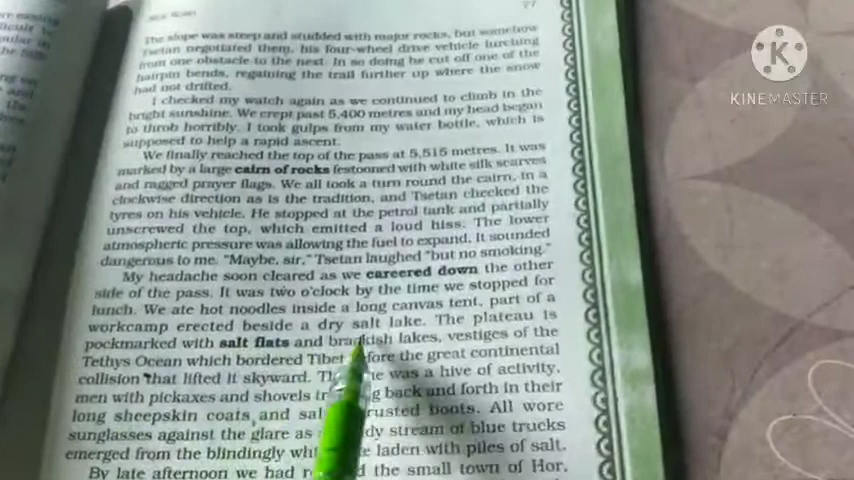 77
The slope was steep and studded with major rocks, but somehow
Tsetan negotiated them, his four-wheel drive vehicle lurching
from one obstacle to the next. In so doing he cut off one of the
hairpin bends, regaining the trail further up where the snow
had not drifted.
I checked my watch again as we continued to climb in the
bright sunshine. We crept past 5,400 metres and my head began
to throb horribly. I took gulps from my water bottle, which is
supposed to help a rapid ascent.
We finally reached the top of the pass at 5,515 metres. It was
marked by a large cairn of rocks festooned with white silk scarves
and ragged prayer flags. We all took a turn round the cairn, in a
clockwise direction as is the tradition, and Tsetan checked the
tyres on his vehicle. He stopped at the petrol tank and partially
unscrewed the top, which emitted a loud hiss. The lower
atmospheric pressure was allowing the fuel to expand. It sounded
dangerous to me. “Maybe, sir,” Tsetan laughed “but no smoking.”
My headache soon cleared as we careered down the other
side of the pass. It was two o'clock by the time we stopped for
lunch. We ate hot noodles inside a long canvas tent, part of a
workcamp erected beside a dry salt lake. The plateau is
pockmarked with salt flats and brackish lakes, vestiges of the
Tethys Ocean which bordered Tibet before the great continental
collision that lifted it skyward. was a hive of activity,
men with pickaxes and shovels back and forth in their
long sheepskin coats and boots. All wore
sunglasses against the glare as stream of blue trucks
emerged from the blindingly laden with piles of salt.
By late afternoon we had the small town of Hor,
KINEMASTER